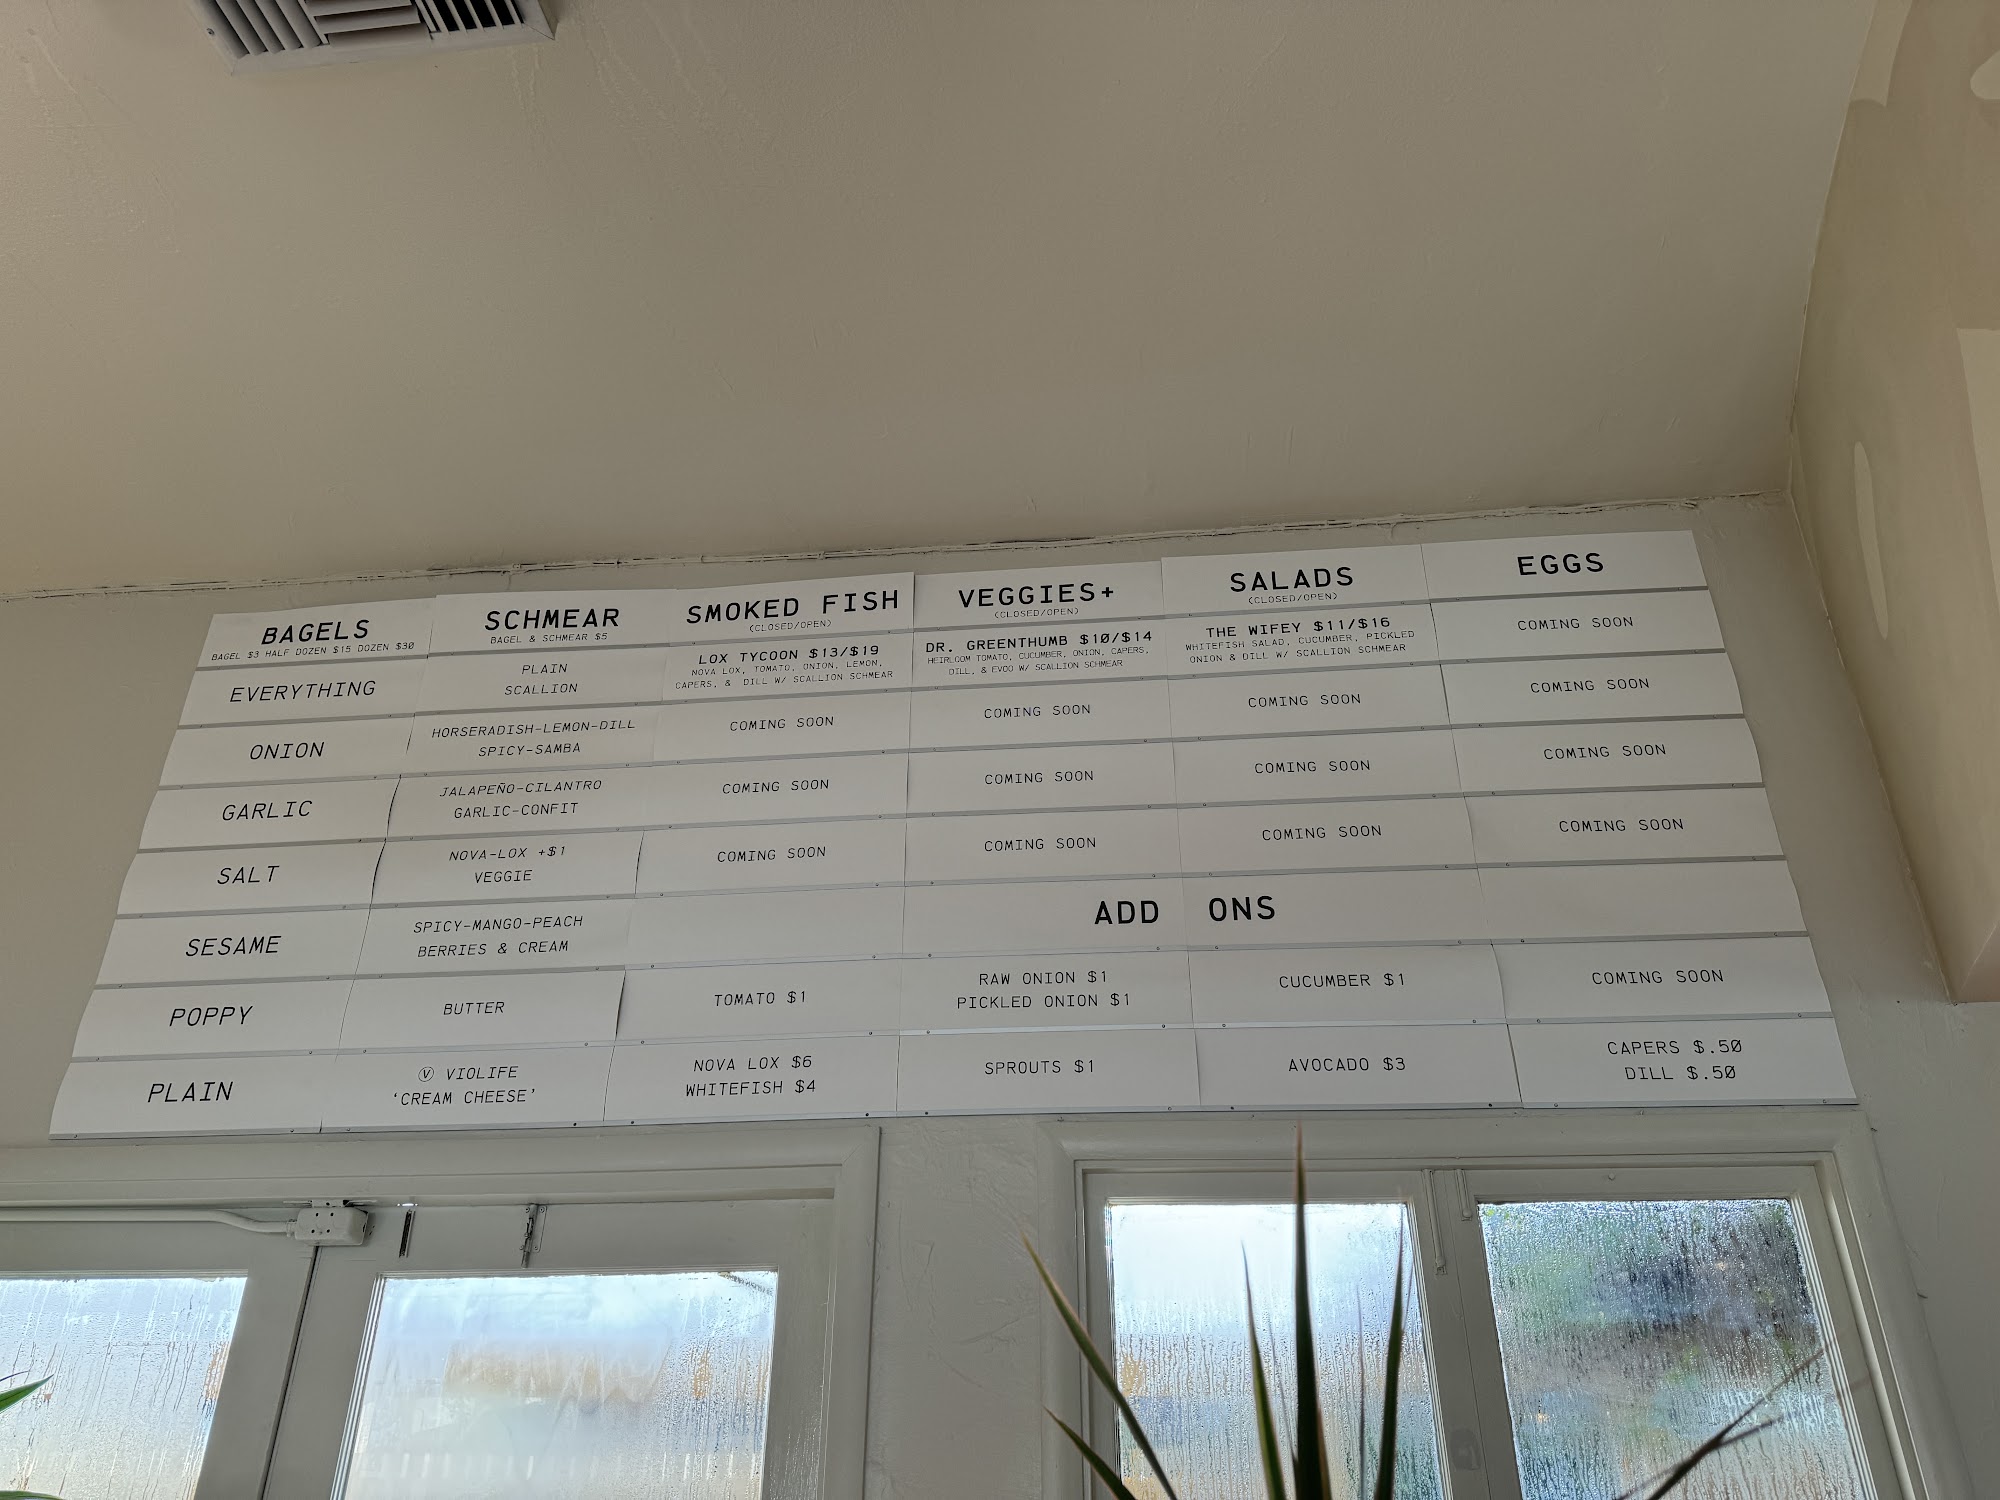 BAGELS
BAGEL $3 HALF DOZEN $15 DOZEN $30
EVERYTHING
ONION
GARLIC
SALT
SESAME
POPPY
PLAIN
SCHMEAR
BAGEL & SCHMEAR $5
PLAIN
SCALLION
HORSERADISH-LEMON-DILL
SPICY-SAMBA
JALAPEÑO-CILANTRO
GARLIC-CONFIT
NOVA-LOX +$1
VEGGIE
SPICY-MANGO-PEACH
BERRIES & CREAM
BUTTER
Ⓥ VIOLIFE
'CREAM CHEESE'
SMOKED FISH
(CLOSED/OPEN)
LOX TYCOON $13/$19
NOVA LOX, TOMATO, ONION, LEMON,
CAPERS, & DILL W/ SCALLION SCHMEAR
COMING SOON
COMING SOON
COMING SOON
VEGGIES+
(CLOSED/OPEN)
DR. GREENTHUMB $10/$14
HEIRLOOM TOMATO, CUCUMBER, ONION, CAPERS,
DILL, & EVOO W/ SCALLION SCHMEAR
COMING SOON
COMING SOON
COMING SOON
SALADS
(CLOSED/OPEN)
THE WIFEY $11/$16
WHITEFISH SALAD, CUCUMBER, PICKLED
ONION & DILL W/ SCALLION SCHMEAR
COMING SOON
COMING SOON
COMING SOON
EGGS
COMING SOON
COMING SOON
COMING SOON
COMING SOON
ADD ONS
TOMATO $1
RAW ONION $1
PICKLED ONION $1
CUCUMBER $1
COMING SOON
NOVA LOX $6
WHITEFISH $4
SPROUTS $1
AVOCADO $3
CAPERS $.50
DILL $.50